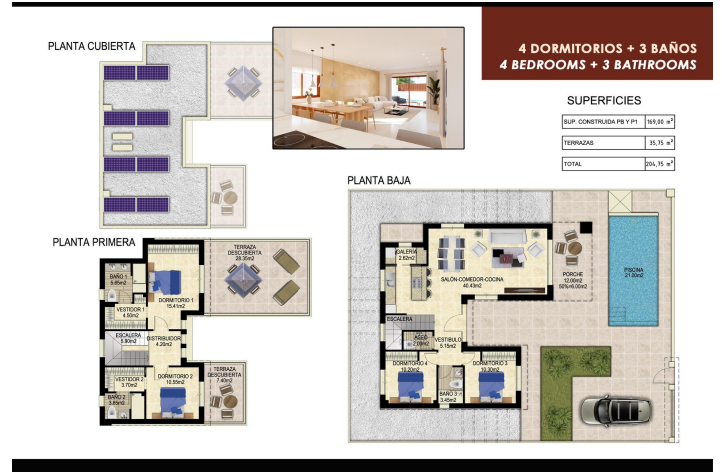 4 DORMITORIOS + 3 BAÑOS
4 BEDROOMS + 3 BATHROOMS
PLANTA CUBIERTA
SUPERFICIES
SUP. CONSTRUIDA PB Y P1 169,00 m²
TERRAZAS 35,75 m²
TOTAL 204,75 m²
PLANTA BAJA
GALERIA
2.62m2
SALÓN-COMEDOR-COCINA
40.43m2
PORCHE
12.00m2
50%=6.00m2
PISCINA
21.00m2
ESCALERA
ASEO
2.00m2
VESTIBULO
5.15m2
DORMITORIO 4
10.20m2
DORMITORIO 3
10.30m2
BAÑO 3
3.45m2
PLANTA PRIMERA
TERRAZA
DESCUBIERTA
28.35m2
BAÑO 1
5.65m2
DORMITORIO 1
15.41m2
VESTIDOR 1
4.50m2
ESCALERA
5.90m2
DISTRIBUIDOR
4.20m2
VESTIDOR 2
3.70m2
DORMITORIO 2
10.55m2
TERRAZA
DESCUBIERTA
7.40m2
BAÑO 2
3.65m2